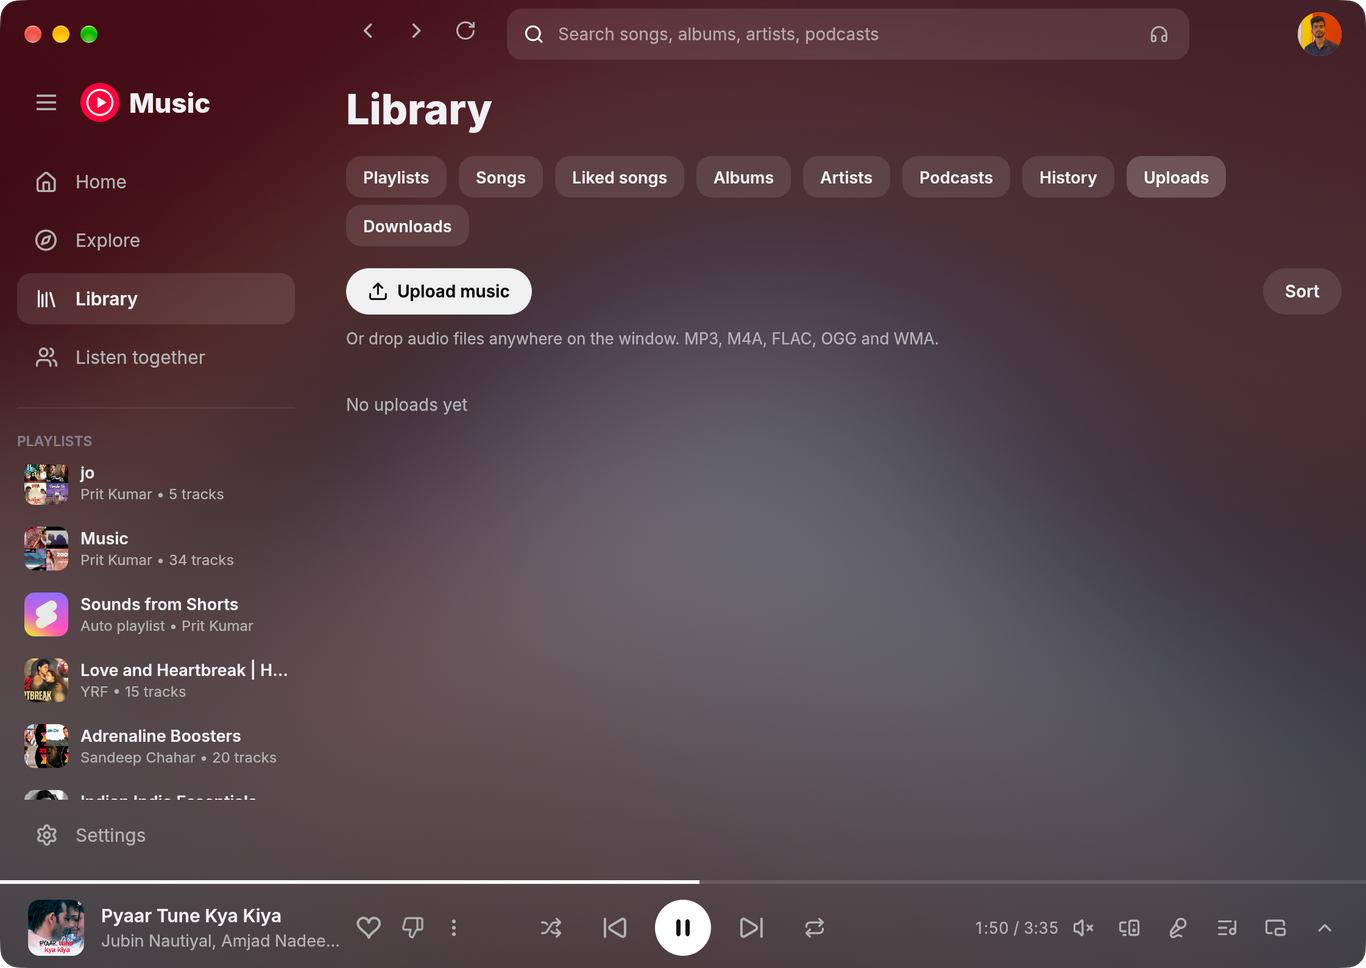 Search songs, albums, artists, podcasts
Music
Home
Explore
Library
Listen together
PLAYLISTS
jo
Prit Kumar • 5 tracks
Music
Prit Kumar • 34 tracks
Sounds from Shorts
Auto playlist • Prit Kumar
Love and Heartbreak | H...
YRF • 15 tracks
Adrenaline Boosters
Sandeep Chahar • 20 tracks
Indian Indie Essentials
Settings
Library
Playlists
Songs
Liked songs
Albums
Artists
Podcasts
History
Uploads
Downloads
Upload music
Sort
Or drop audio files anywhere on the window. MP3, M4A, FLAC, OGG and WMA.
No uploads yet
Pyaar Tune Kya Kiya
Jubin Nautiyal, Amjad Nadee...
1:50 / 3:35